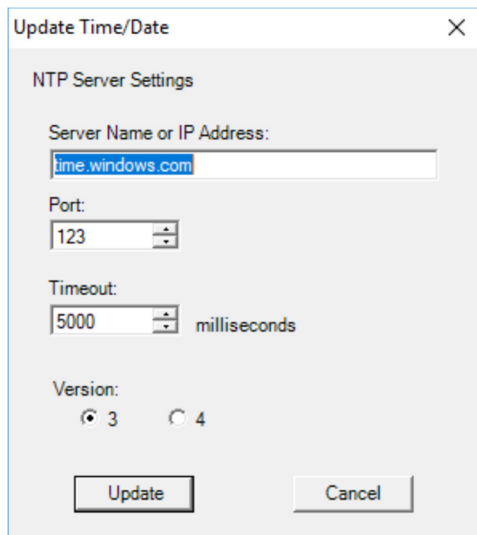 Update Time/Date
NTP Server Settings
Server Name or IP Address:
time.windows.com
Port:
123
Timeout:
5000 milliseconds
Version:
3 4
Update Cancel